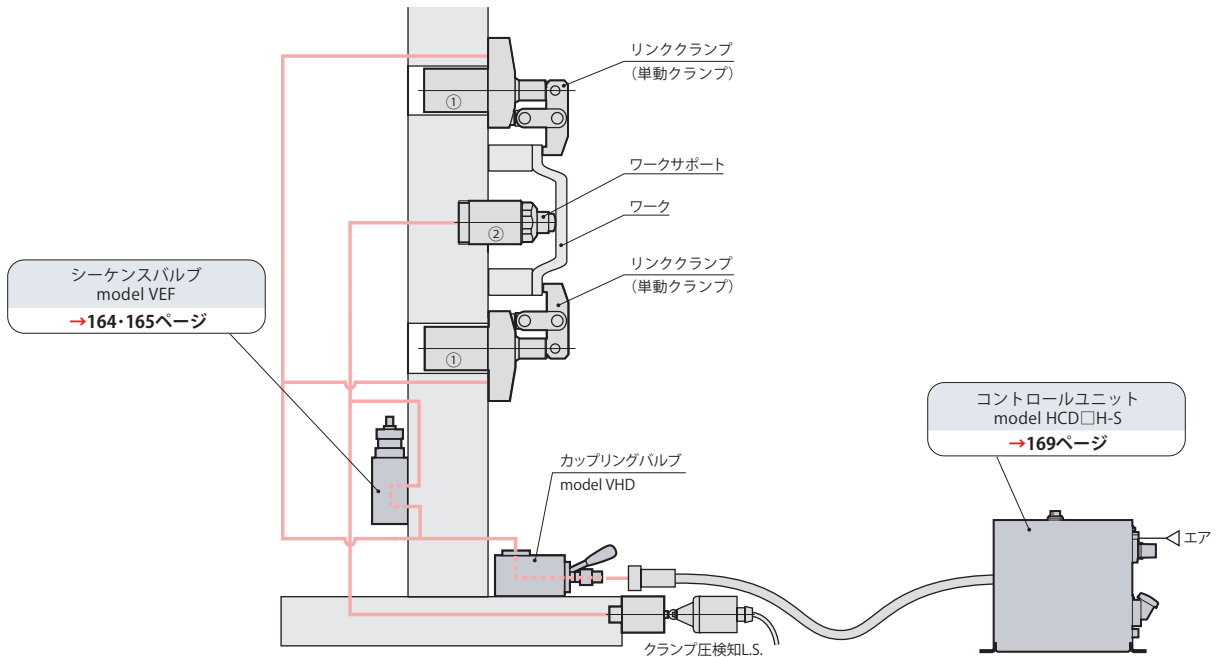 リンククランプ
(単動クランプ)
①
ワークサポート
ワーク
②
リンククランプ
(単動クランプ)
シーケンスバルブ
model VEF
→164・165ページ
①
コントロールユニット
model HCD□H-S
→169ページ
カップリングバルブ
model VHD
エア
クランプ圧検知L.S.